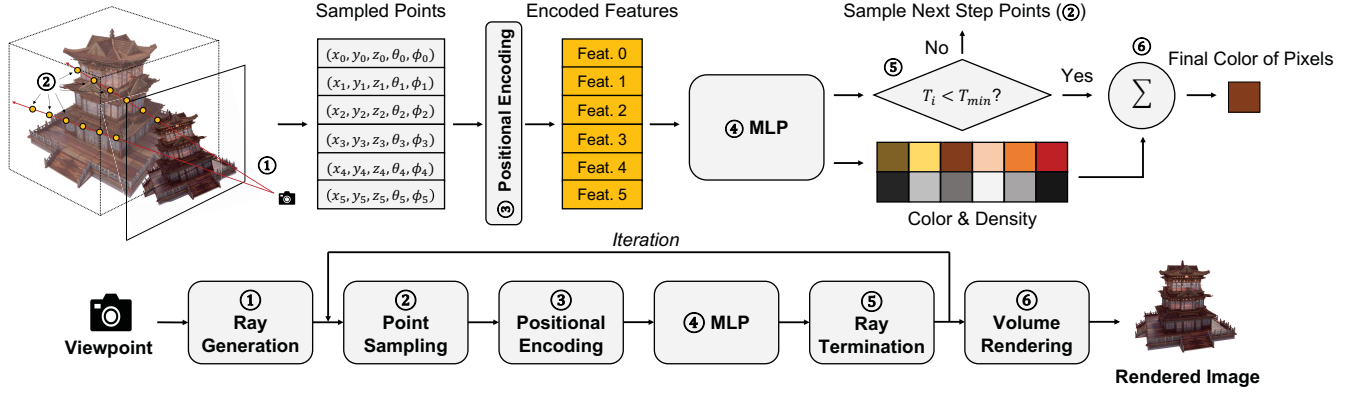 Sampled Points
Encoded Features
Sample Next Step Points (②)
②
①
(x₀, y₀, z₀, θ₀, ϕ₀)
(x₁, y₁, z₁, θ₁, ϕ₁)
(x₂, y₂, z₂, θ₂, ϕ₂)
(x₃, y₃, z₃, θ₃, ϕ₃)
(x₄, y₄, z₄, θ₄, ϕ₄)
(x₅, y₅, z₅, θ₅, ϕ₅)
③ Positional Encoding
Feat. 0
Feat. 1
Feat. 2
Feat. 3
Feat. 4
Feat. 5
④ MLP
No
⑤
Tᵢ < Tₘᵢₙ?
Yes
⑥
Σ
Final Color of Pixels
Color & Density
Iteration
Viewpoint
①
Ray
Generation
②
Point
Sampling
③
Positional
Encoding
④ MLP
⑤
Ray
Termination
⑥
Volume
Rendering
Rendered Image